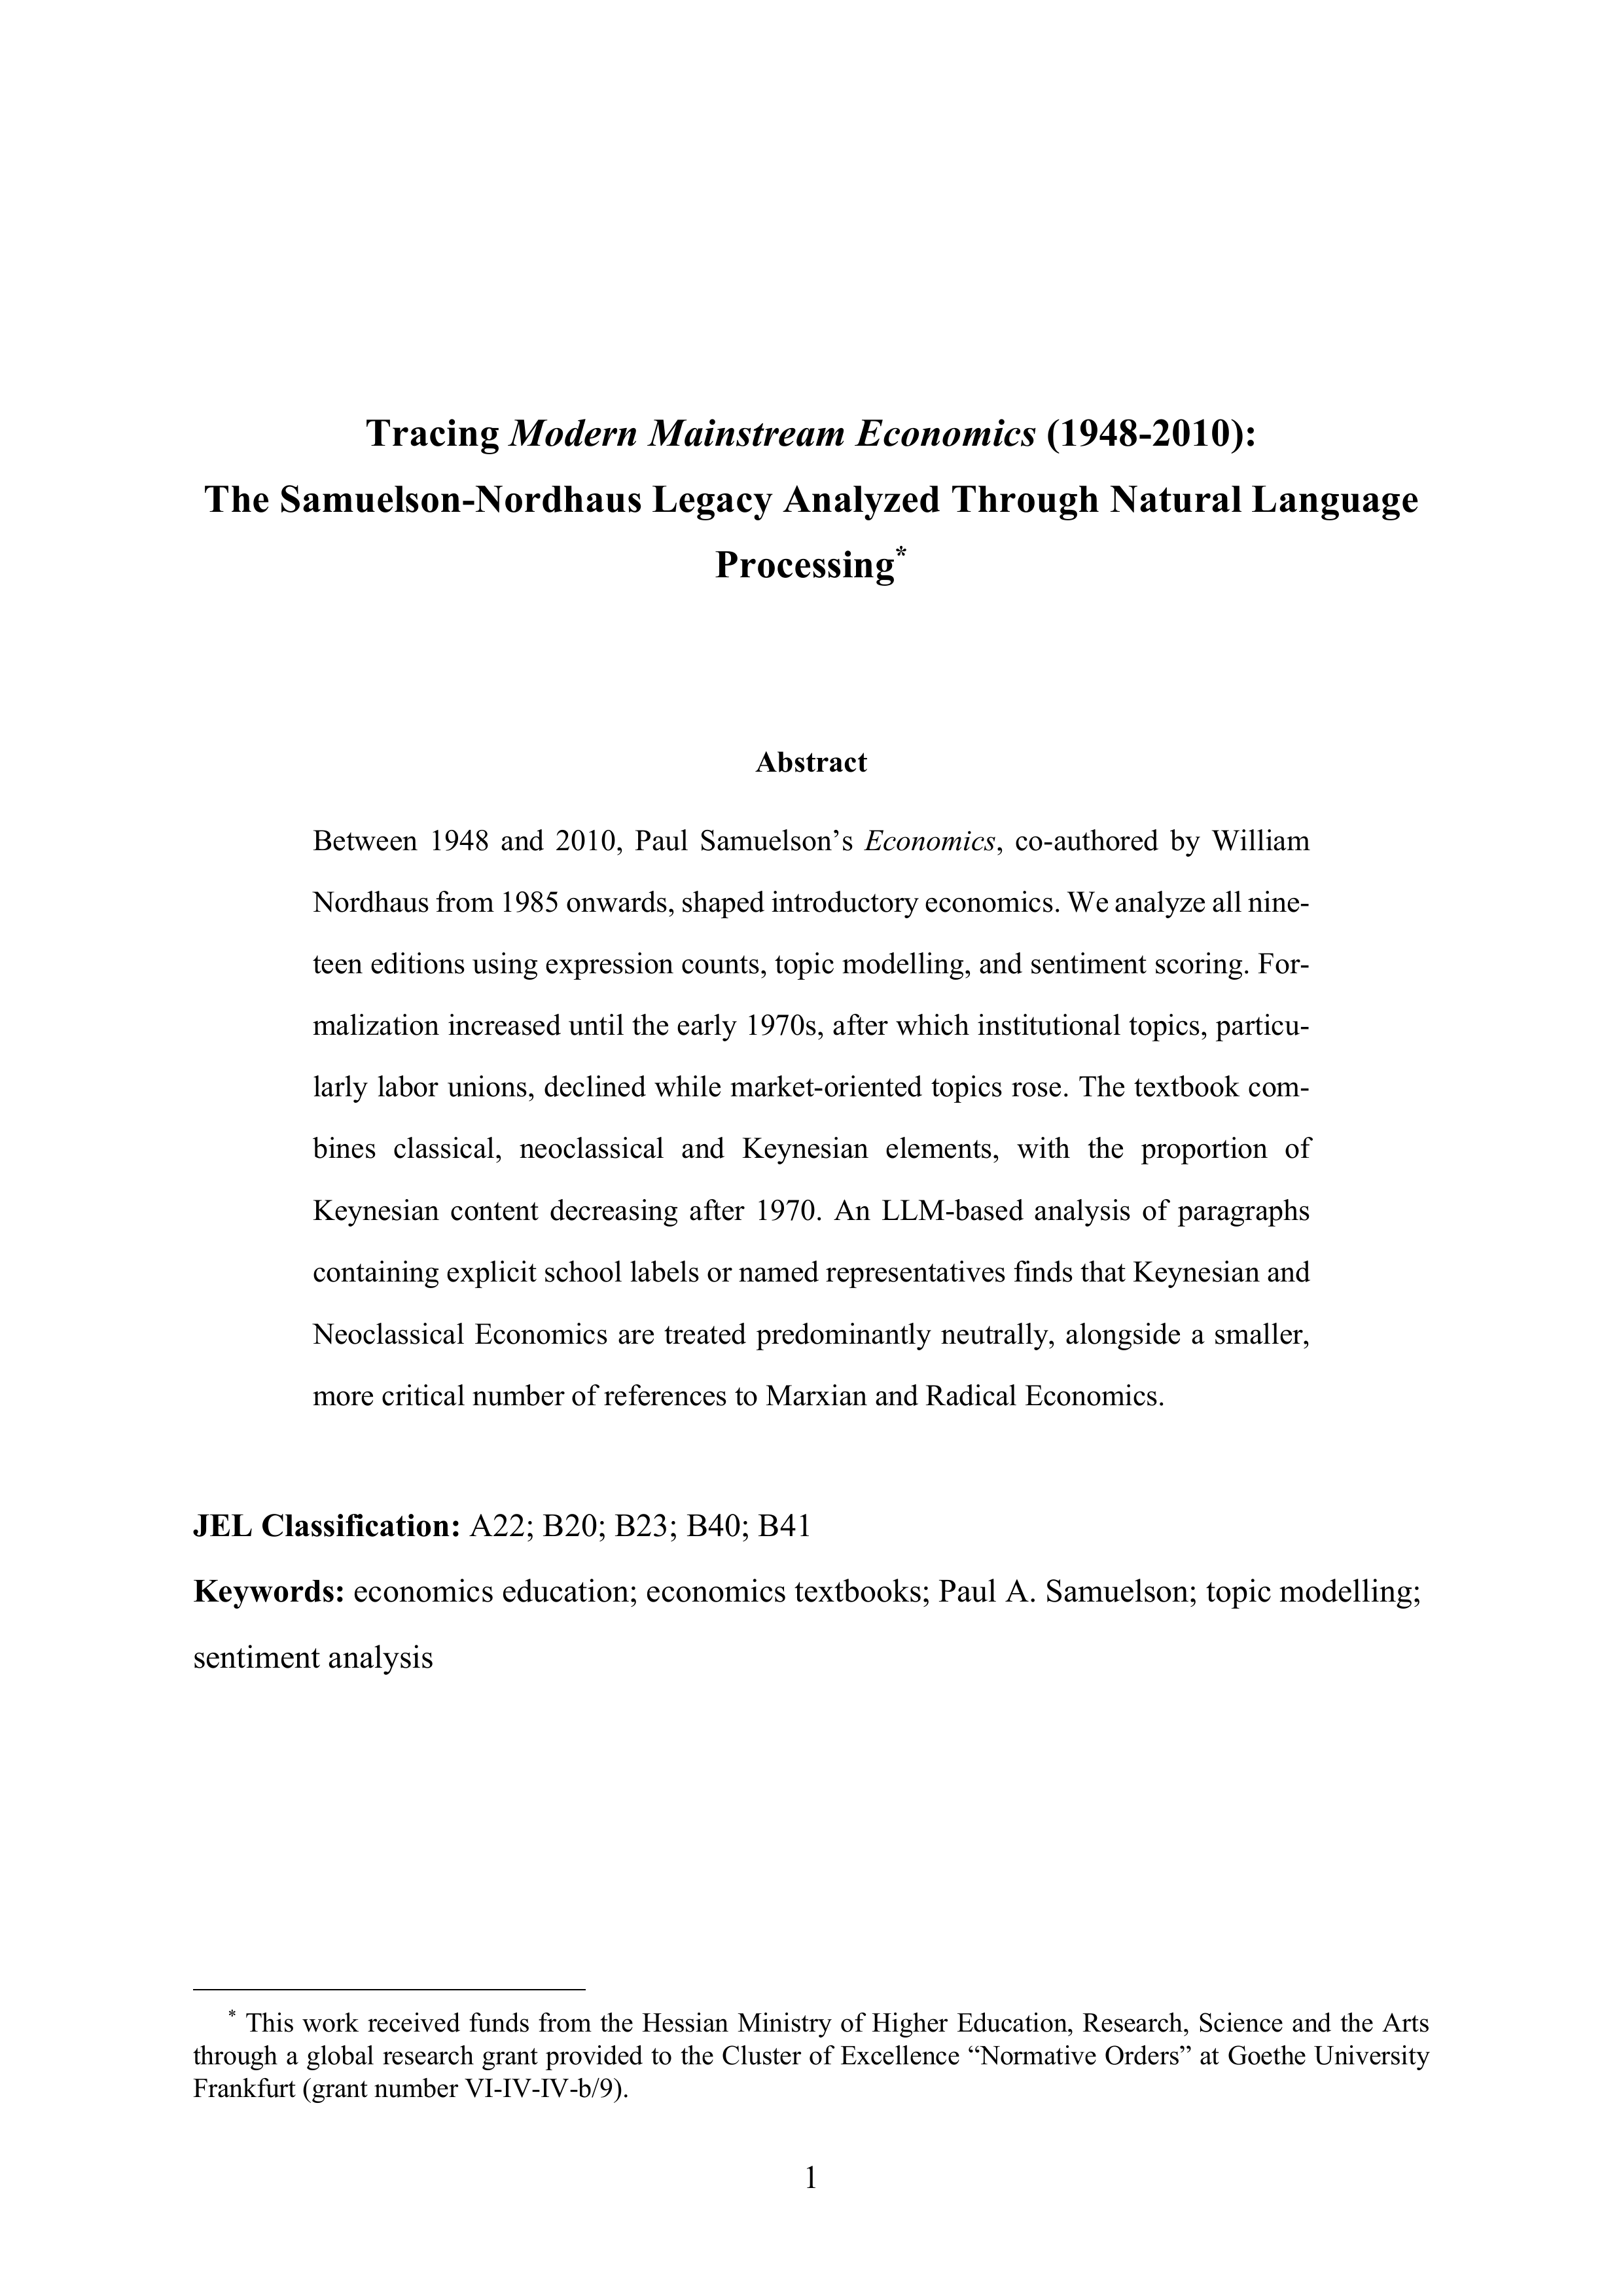 Tracing Modern Mainstream Economics (1948-2010):
The Samuelson-Nordhaus Legacy Analyzed Through Natural Language
Processing*
Abstract
Between 1948 and 2010, Paul Samuelson’s Economics, co-authored by William
Nordhaus from 1985 onwards, shaped introductory economics. We analyze all nine-
teen editions using expression counts, topic modelling, and sentiment scoring. For-
malization increased until the early 1970s, after which institutional topics, particu-
larly labor unions, declined while market-oriented topics rose. The textbook com-
bines classical, neoclassical and Keynesian elements, with the proportion of
Keynesian content decreasing after 1970. An LLM-based analysis of paragraphs
containing explicit school labels or named representatives finds that Keynesian and
Neoclassical Economics are treated predominantly neutrally, alongside a smaller,
more critical number of references to Marxian and Radical Economics.
JEL Classification: A22; B20; B23; B40; B41
Keywords: economics education; economics textbooks; Paul A. Samuelson; topic modelling;
sentiment analysis
* This work received funds from the Hessian Ministry of Higher Education, Research, Science and the Arts
through a global research grant provided to the Cluster of Excellence “Normative Orders” at Goethe University
Frankfurt (grant number VI-IV-IV-b/9).
1